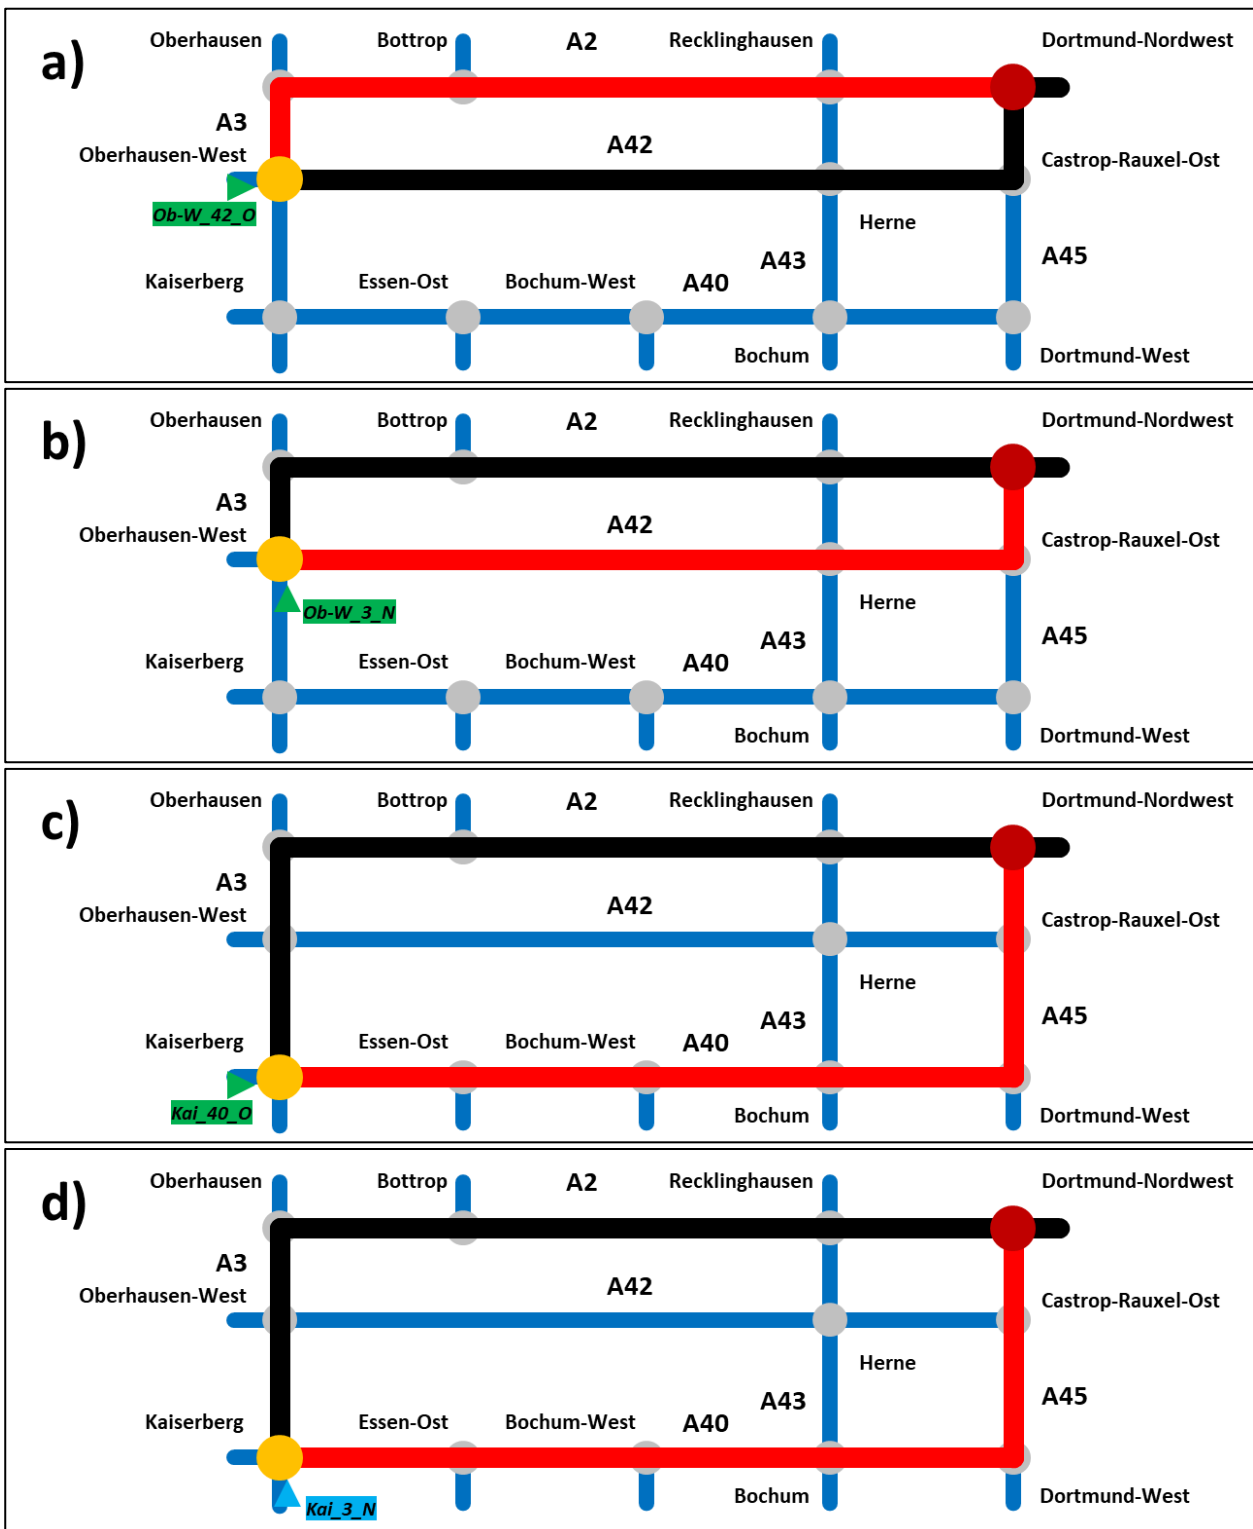 a)
Oberhausen Bottrop A2 Recklinghausen Dortmund-Nordwest
A3
A42
Oberhausen-West Castrop-Rauxel-Ost
Ob-W_42_O
Herne
A43 A45
Kaiserberg Essen-Ost Bochum-West A40
Bochum Dortmund-West
b)
Oberhausen Bottrop A2 Recklinghausen Dortmund-Nordwest
A3
A42
Oberhausen-West Castrop-Rauxel-Ost
Ob-W_3_N
Herne
A43 A45
Kaiserberg Essen-Ost Bochum-West A40
Bochum Dortmund-West
c)
Oberhausen Bottrop A2 Recklinghausen Dortmund-Nordwest
A3
A42
Oberhausen-West Castrop-Rauxel-Ost
Herne
A43 A45
Kaiserberg Essen-Ost Bochum-West A40
Kai_40_O
Bochum Dortmund-West
d)
Oberhausen Bottrop A2 Recklinghausen Dortmund-Nordwest
A3
A42
Oberhausen-West Castrop-Rauxel-Ost
Herne
A43 A45
Kaiserberg Essen-Ost Bochum-West A40
Kai_3_N
Bochum Dortmund-West